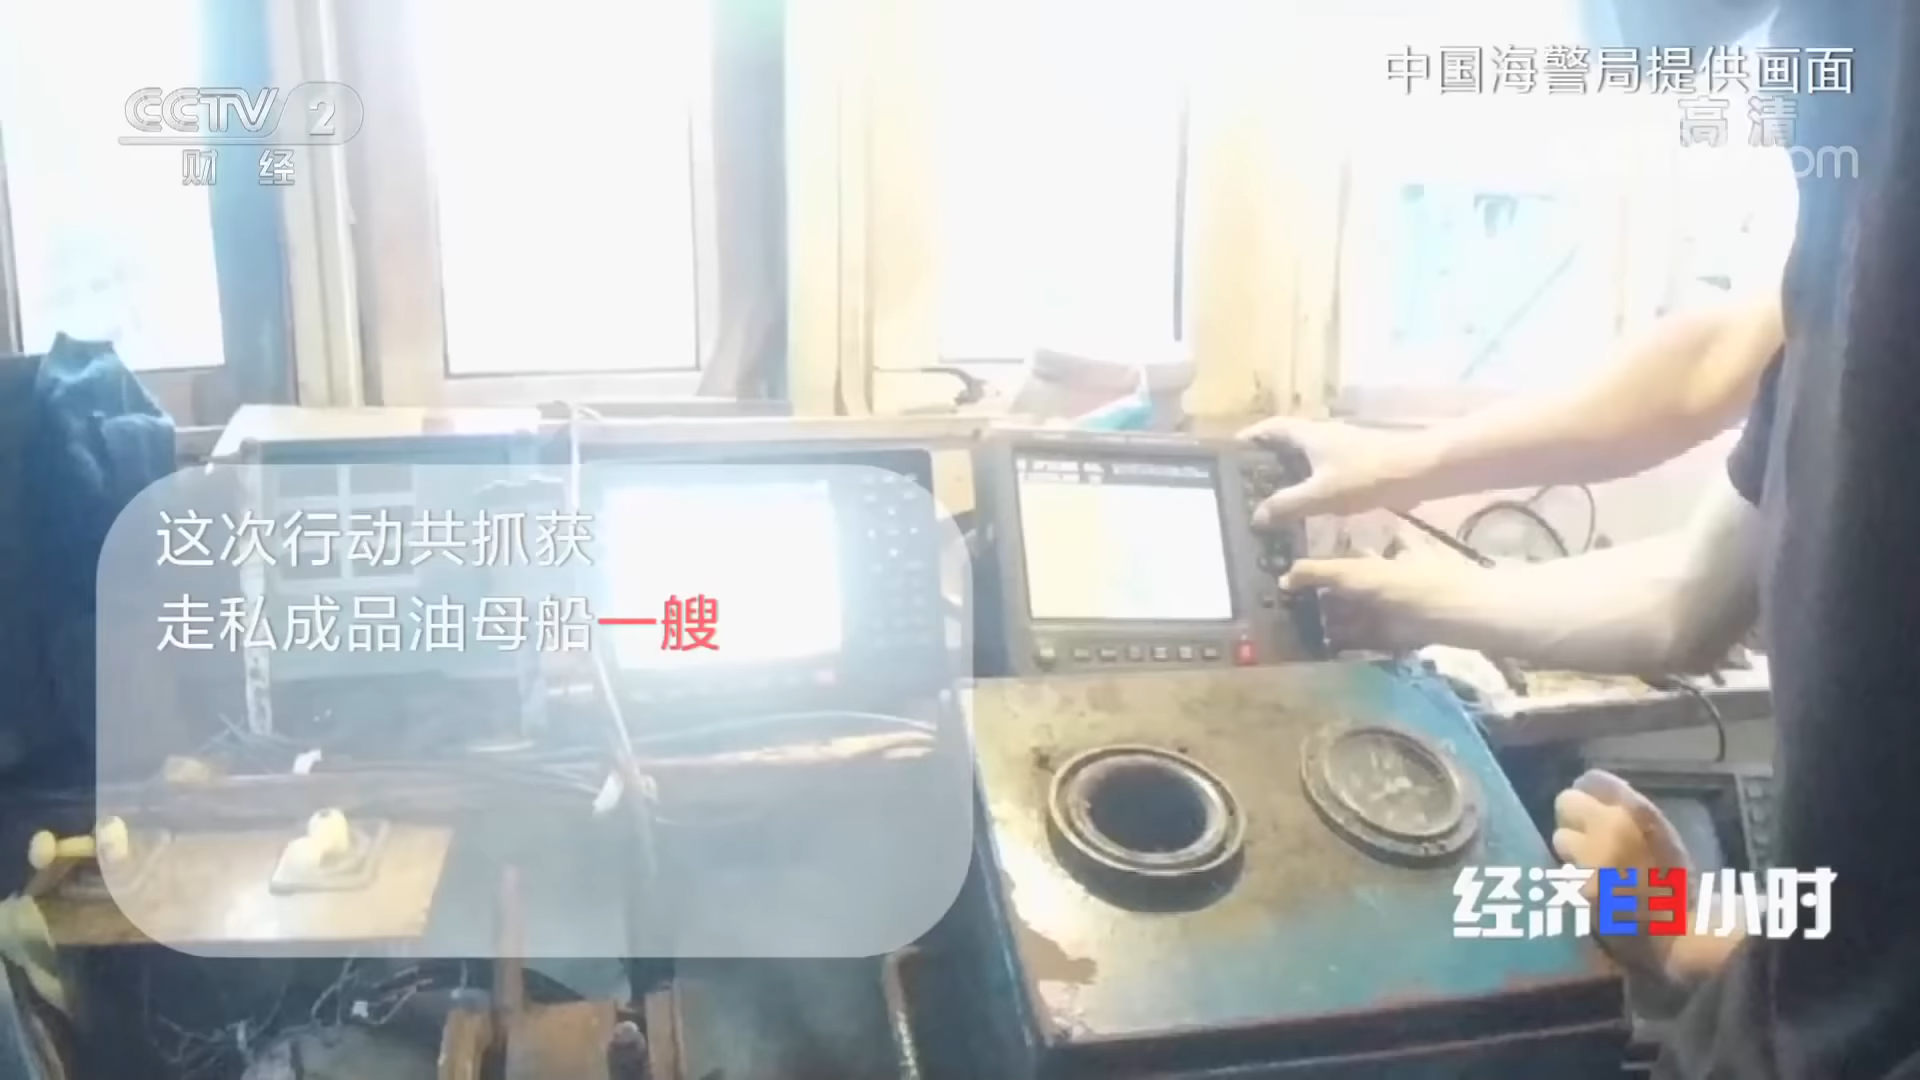 中国海警局提供画面
CCTV 2
财 经
高 清
om
这次行动共抓获
走私成品油母船一艘
经济半小时